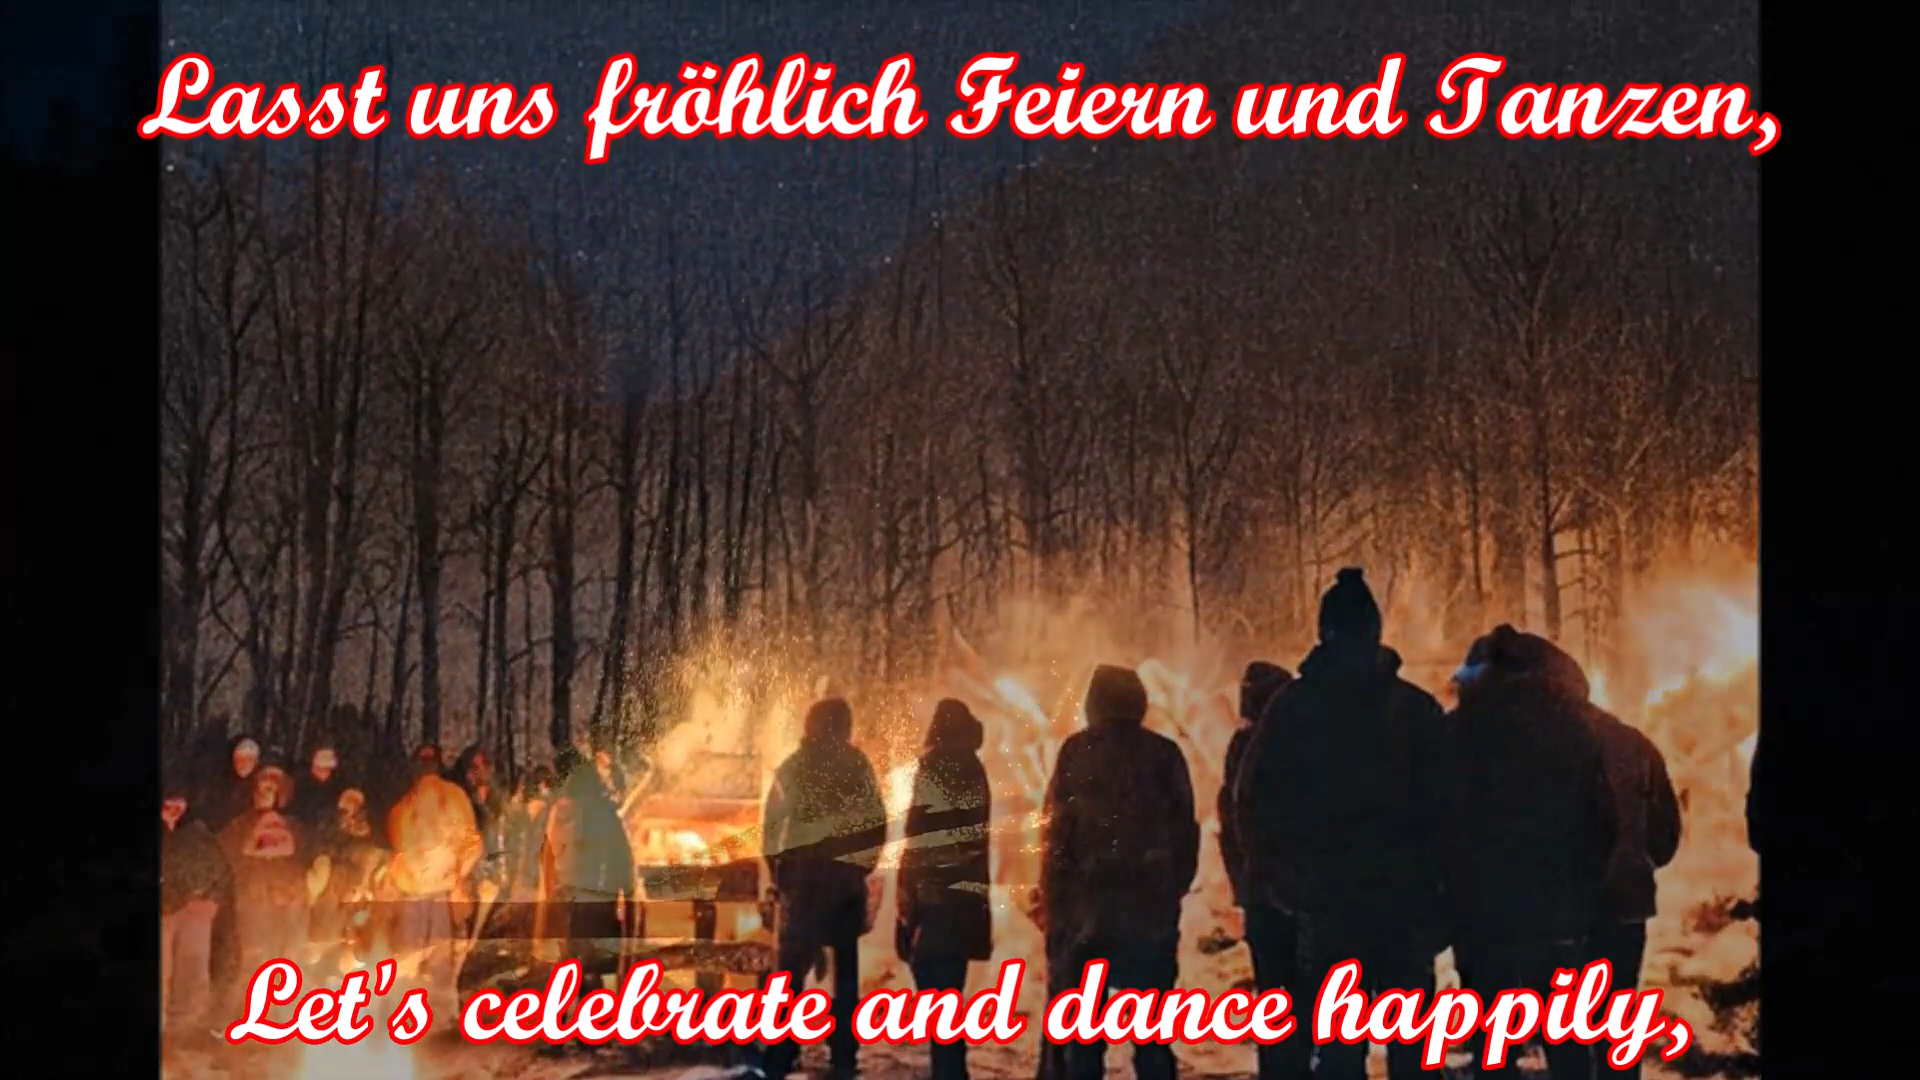 Lasst uns fröhlich Feiern und Tanzen,
Let's celebrate and dance happily,